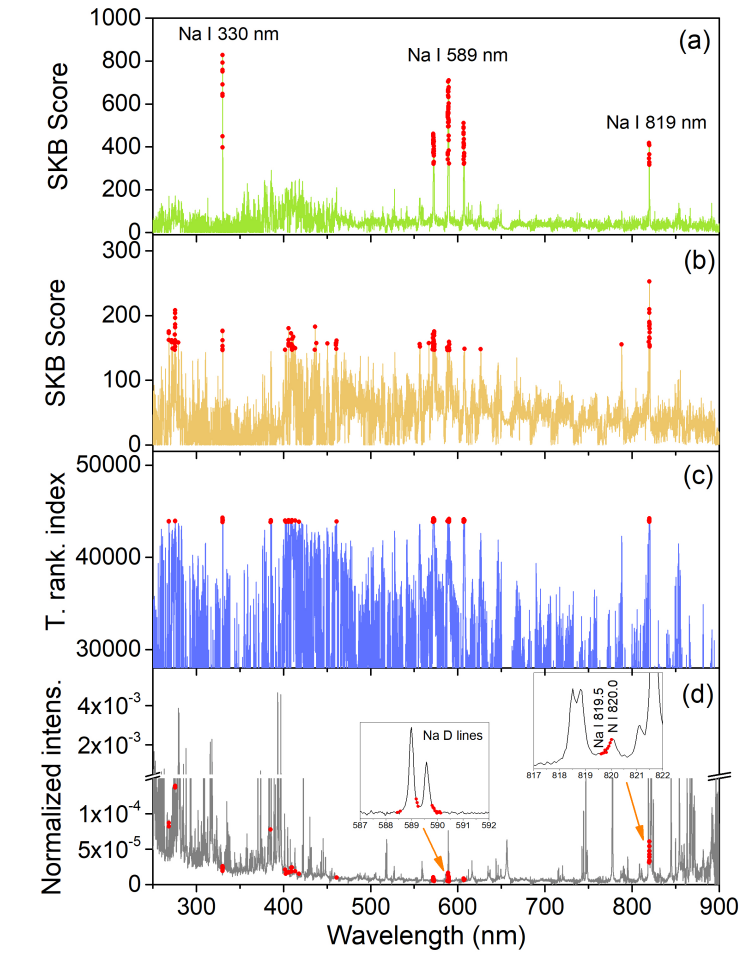 1000
800
600
400
200
0
SKB Score
Na I 330 nm
Na I 589 nm
Na I 819 nm
(a)
300
200
100
0
SKB Score
(b)
50000
40000
30000
T. rank. index
(c)
4x10⁻³
2x10⁻³
1x10⁻⁴
5x10⁻⁵
0
Normalized intens.
(d)
Na D lines
587 588 589 590 591 592
Na I 819.5
N I 820.0
817 818 819 820 821 822
300 400 500 600 700 800 900
Wavelength (nm)